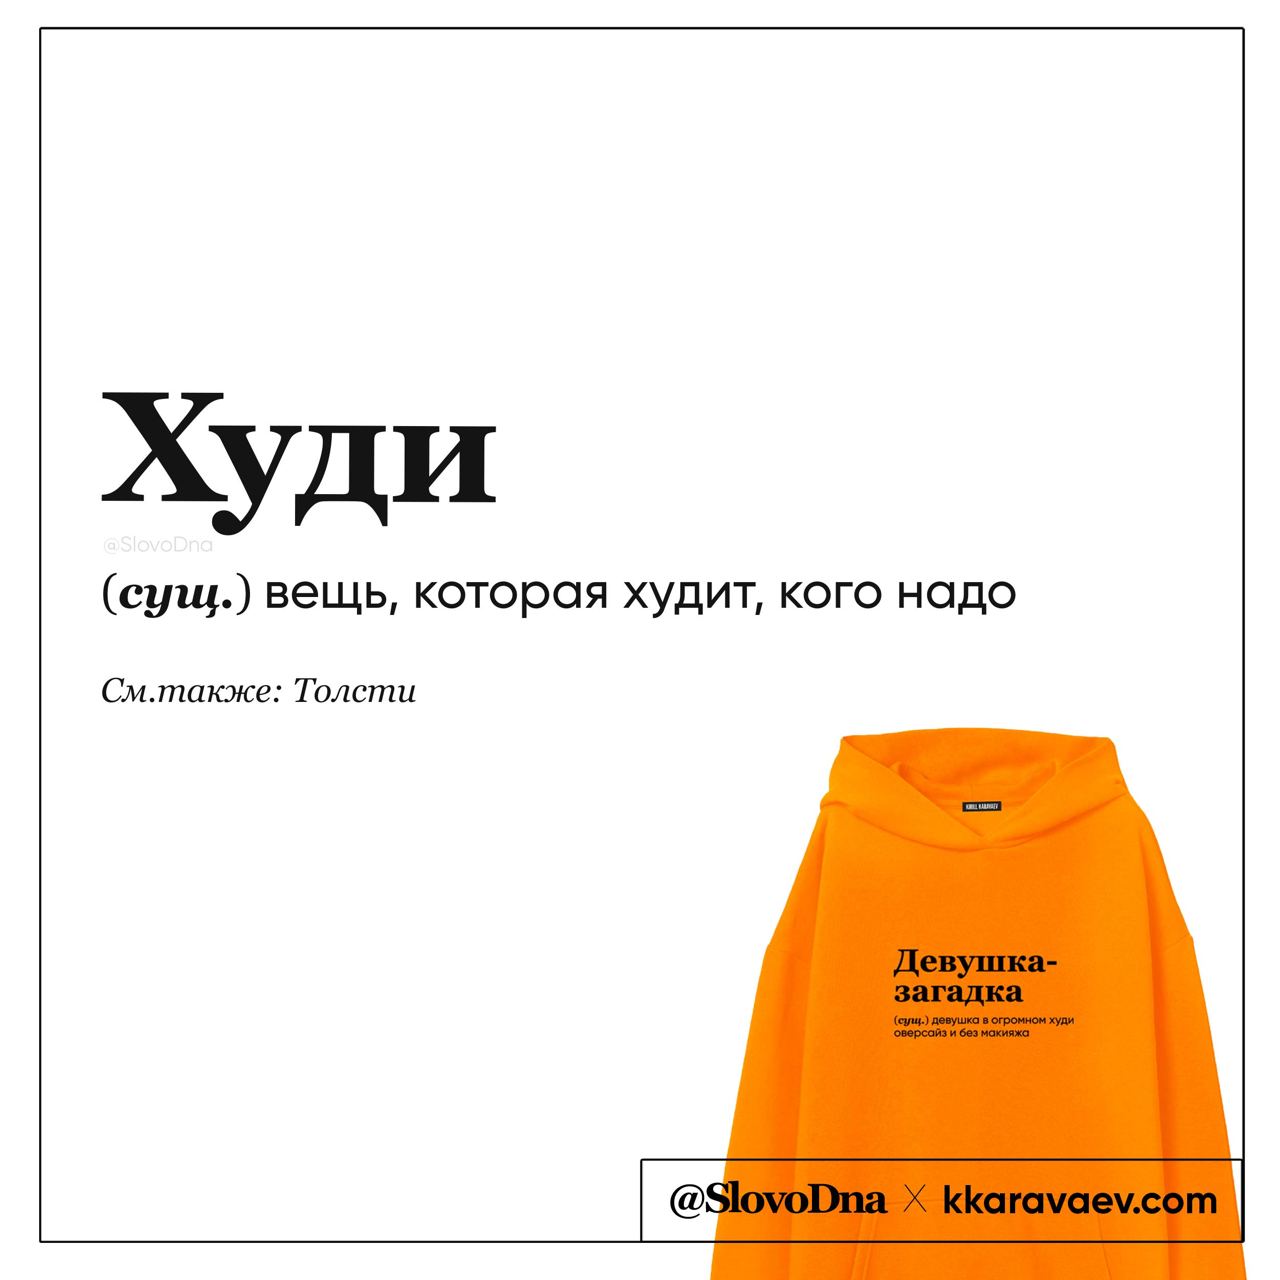 Худи
@SlovoDna
(сущ.) вещь, которая худит, кого надо
См.также: Толсти
KIRILL KARAVAEV
Девушка-
загадка
(сущ.) девушка в огромном худи
оверсайз и без макияжа
@SlovoDna X kkaravaev.com